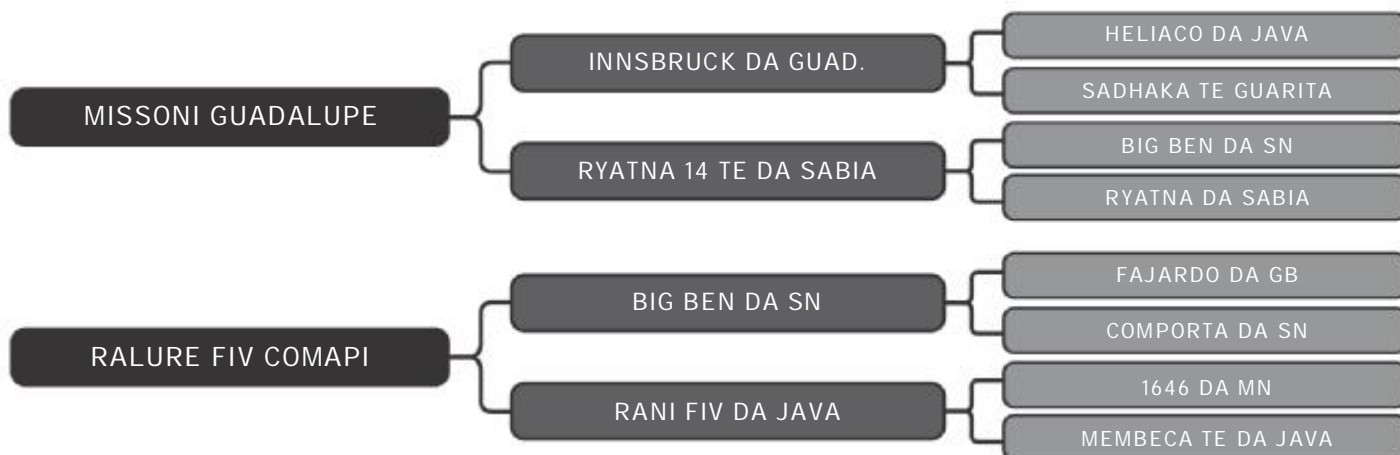 MISSONI GUADALUPE
INNSBRUCK DA GUAD.
HELIACO DA JAVA
SADHAKA TE GUARITA
RYATNA 14 TE DA SABIA
BIG BEN DA SN
RYATNA DA SABIA
RALURE FIV COMAPI
BIG BEN DA SN
FAJARDO DA GB
COMPORTA DA SN
RANI FIV DA JAVA
1646 DA MN
MEMBECA TE DA JAVA